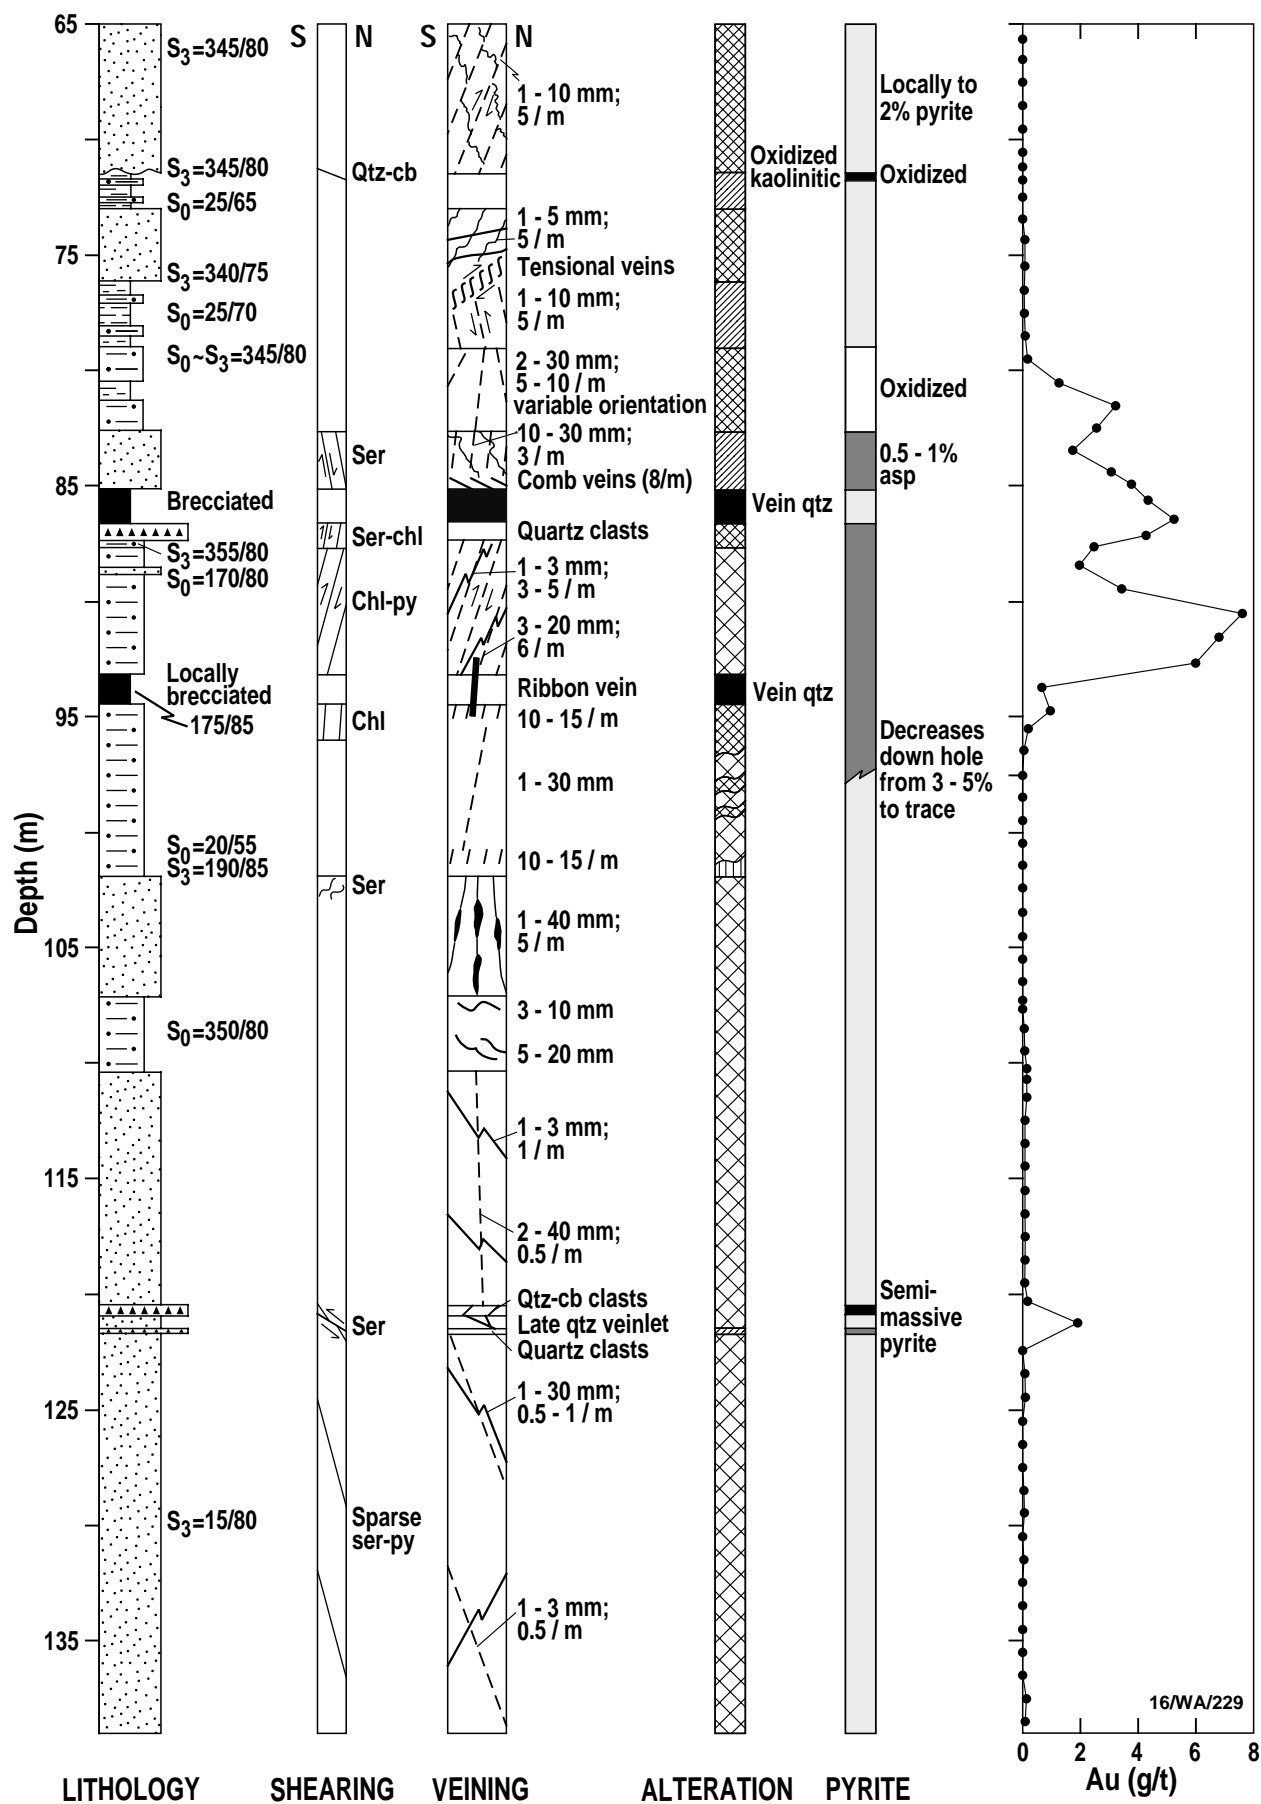 65
75
85
95
105
115
125
135
Depth (m)
S3=345/80
S3=345/80
S0=25/65
S3=340/75
S0=25/70
S0~S3=345/80
Brecciated
S3=355/80
S0=170/80
Locally
brecciated
175/85
S0=20/55
S3=190/85
S0=350/80
S3=15/80
LITHOLOGY
S N
Qtz-cb
Ser
Ser-chl
Chl-py
Chl
Ser
Ser
Sparse
ser-py
SHEARING
S N
1 - 10 mm;
5 / m
1 - 5 mm;
5 / m
Tensional veins
1 - 10 mm;
5 / m
2 - 30 mm;
5 - 10 / m
variable orientation
10 - 30 mm;
3 / m
Comb veins (8/m)
Quartz clasts
1 - 3 mm;
3 - 5 / m
3 - 20 mm;
6 / m
Ribbon vein
10 - 15 / m
1 - 30 mm
10 - 15 / m
1 - 40 mm;
5 / m
3 - 10 mm
5 - 20 mm
1 - 3 mm;
1 / m
2 - 40 mm;
0.5 / m
Qtz-cb clasts
Late qtz veinlet
Quartz clasts
1 - 30 mm;
0.5 - 1 / m
1 - 3 mm;
0.5 / m
VEINING
Oxidized
kaolinitic
Vein qtz
Vein qtz
ALTERATION
Locally to
2% pyrite
Oxidized
Oxidized
0.5 - 1%
asp
Decreases
down hole
from 3 - 5%
to trace
Semi-
massive
pyrite
PYRITE
16/WA/229
0 2 4 6 8
Au (g/t)